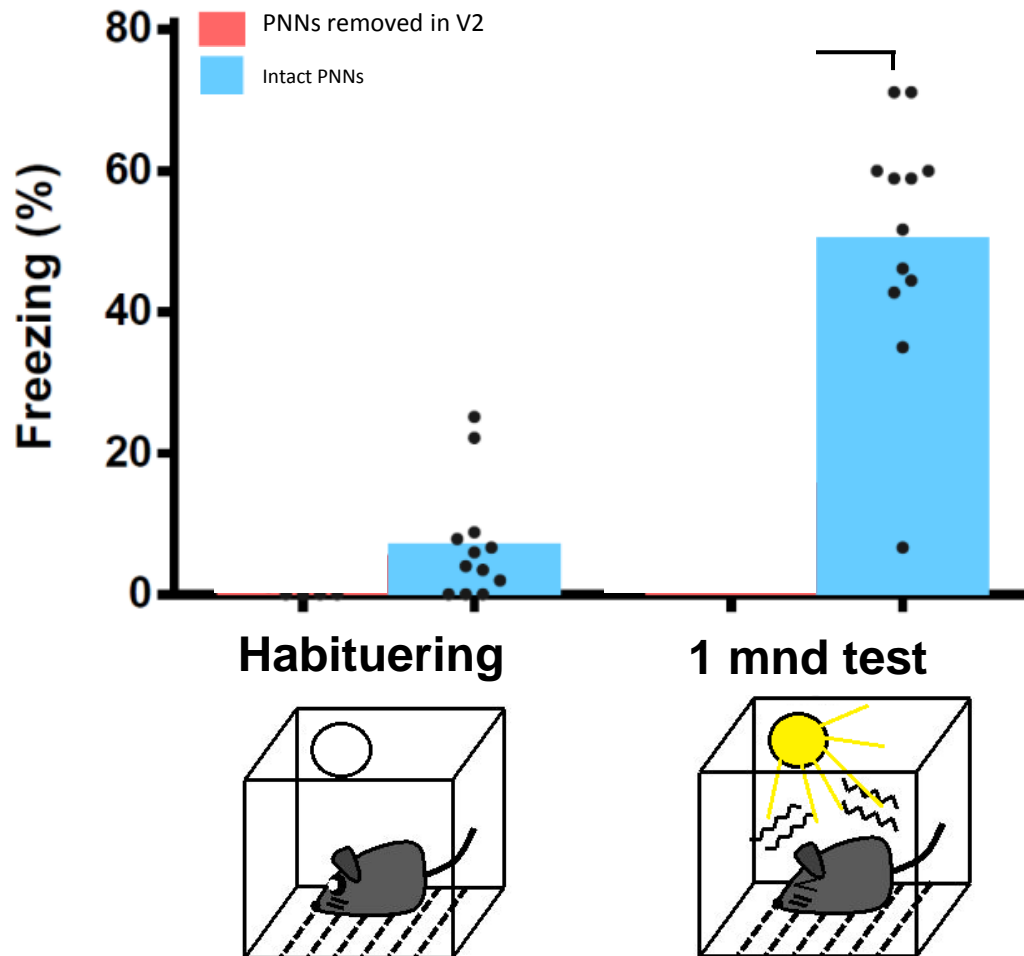 80
PNNs removed in V2
Intact PNNs
60
40
20
0
Freezing (%)
Habituering
1 mnd test